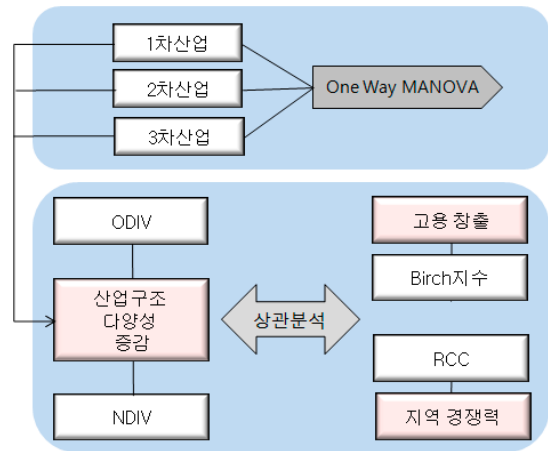 1차산업
2차산업
3차산업
One Way MANOVA
ODIV
산업구조
다양성
증감
NDIV
상관분석
고용 창출
Birch지수
RCC
지역 경쟁력